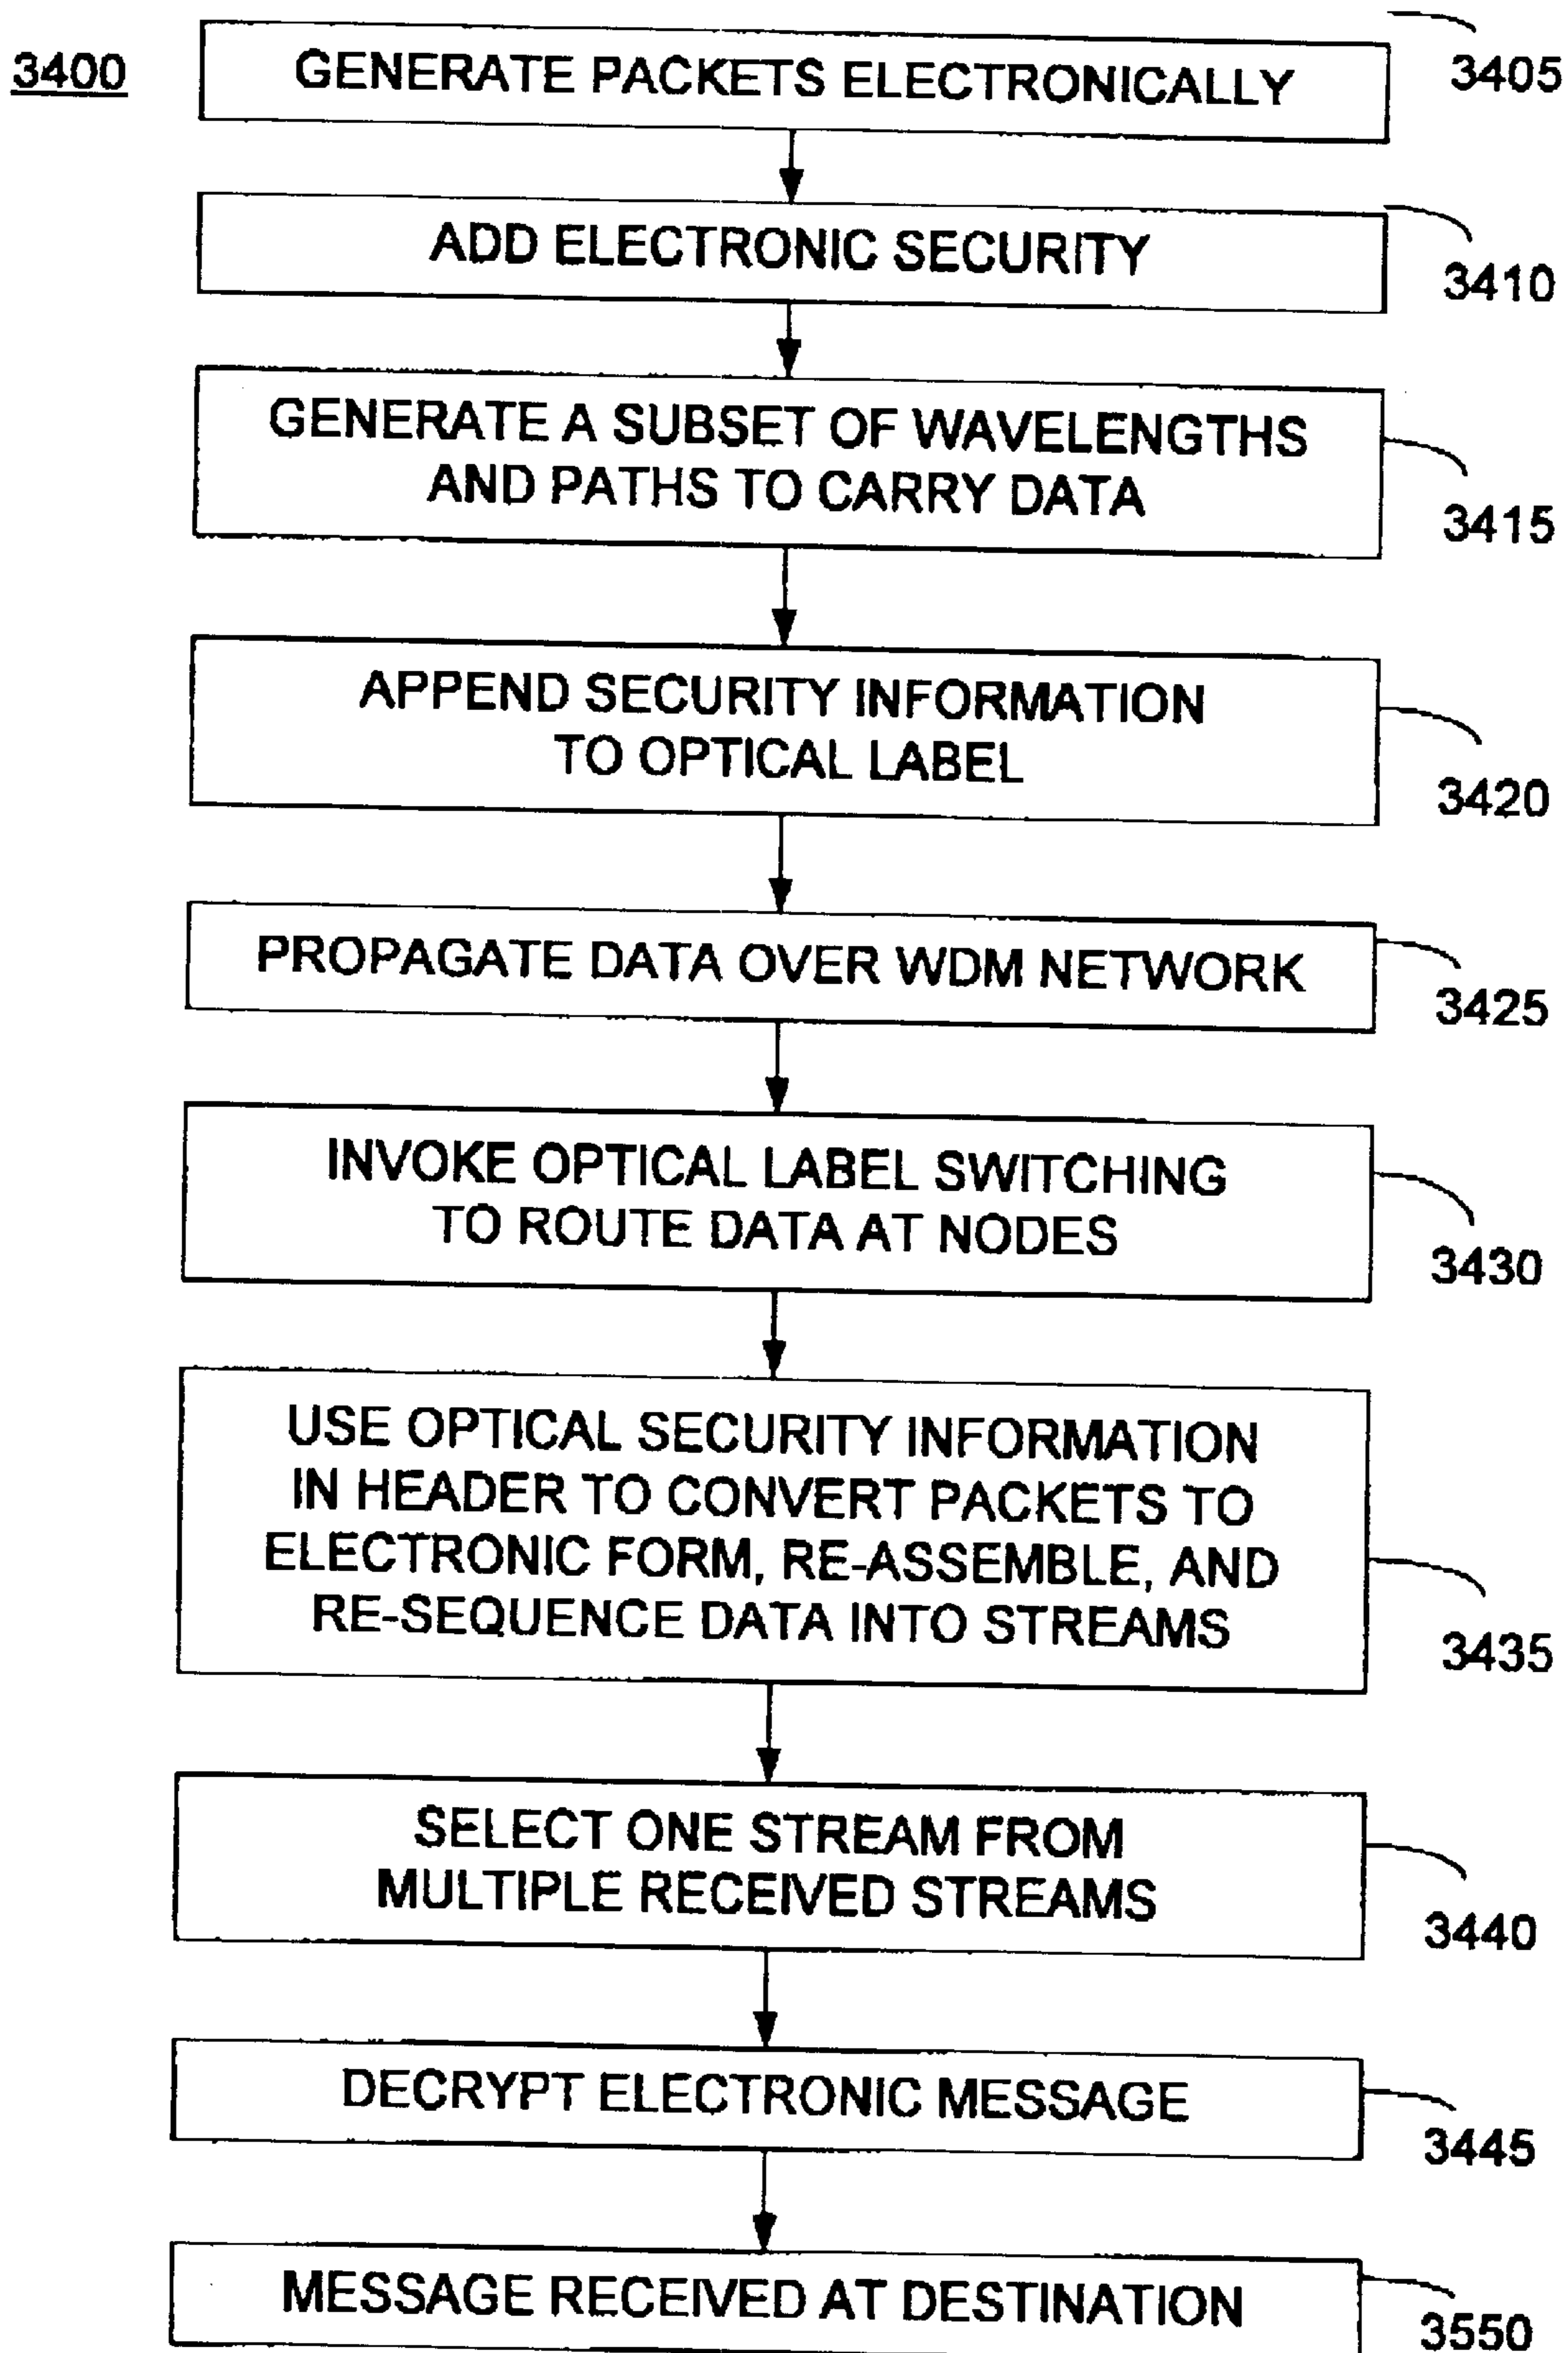 3400
GENERATE PACKETS ELECTRONICALLY
3405
ADD ELECTRONIC SECURITY
3410
GENERATE A SUBSET OF WAVELENGTHS
AND PATHS TO CARRY DATA
3415
APPEND SECURITY INFORMATION
TO OPTICAL LABEL
3420
PROPAGATE DATA OVER WDM NETWORK
3425
INVOKE OPTICAL LABEL SWITCHING
TO ROUTE DATA AT NODES
3430
USE OPTICAL SECURITY INFORMATION
IN HEADER TO CONVERT PACKETS TO
ELECTRONIC FORM, RE-ASSEMBLE, AND
RE-SEQUENCE DATA INTO STREAMS
3435
SELECT ONE STREAM FROM
MULTIPLE RECEIVED STREAMS
3440
DECRYPT ELECTRONIC MESSAGE
3445
MESSAGE RECEIVED AT DESTINATION
3550